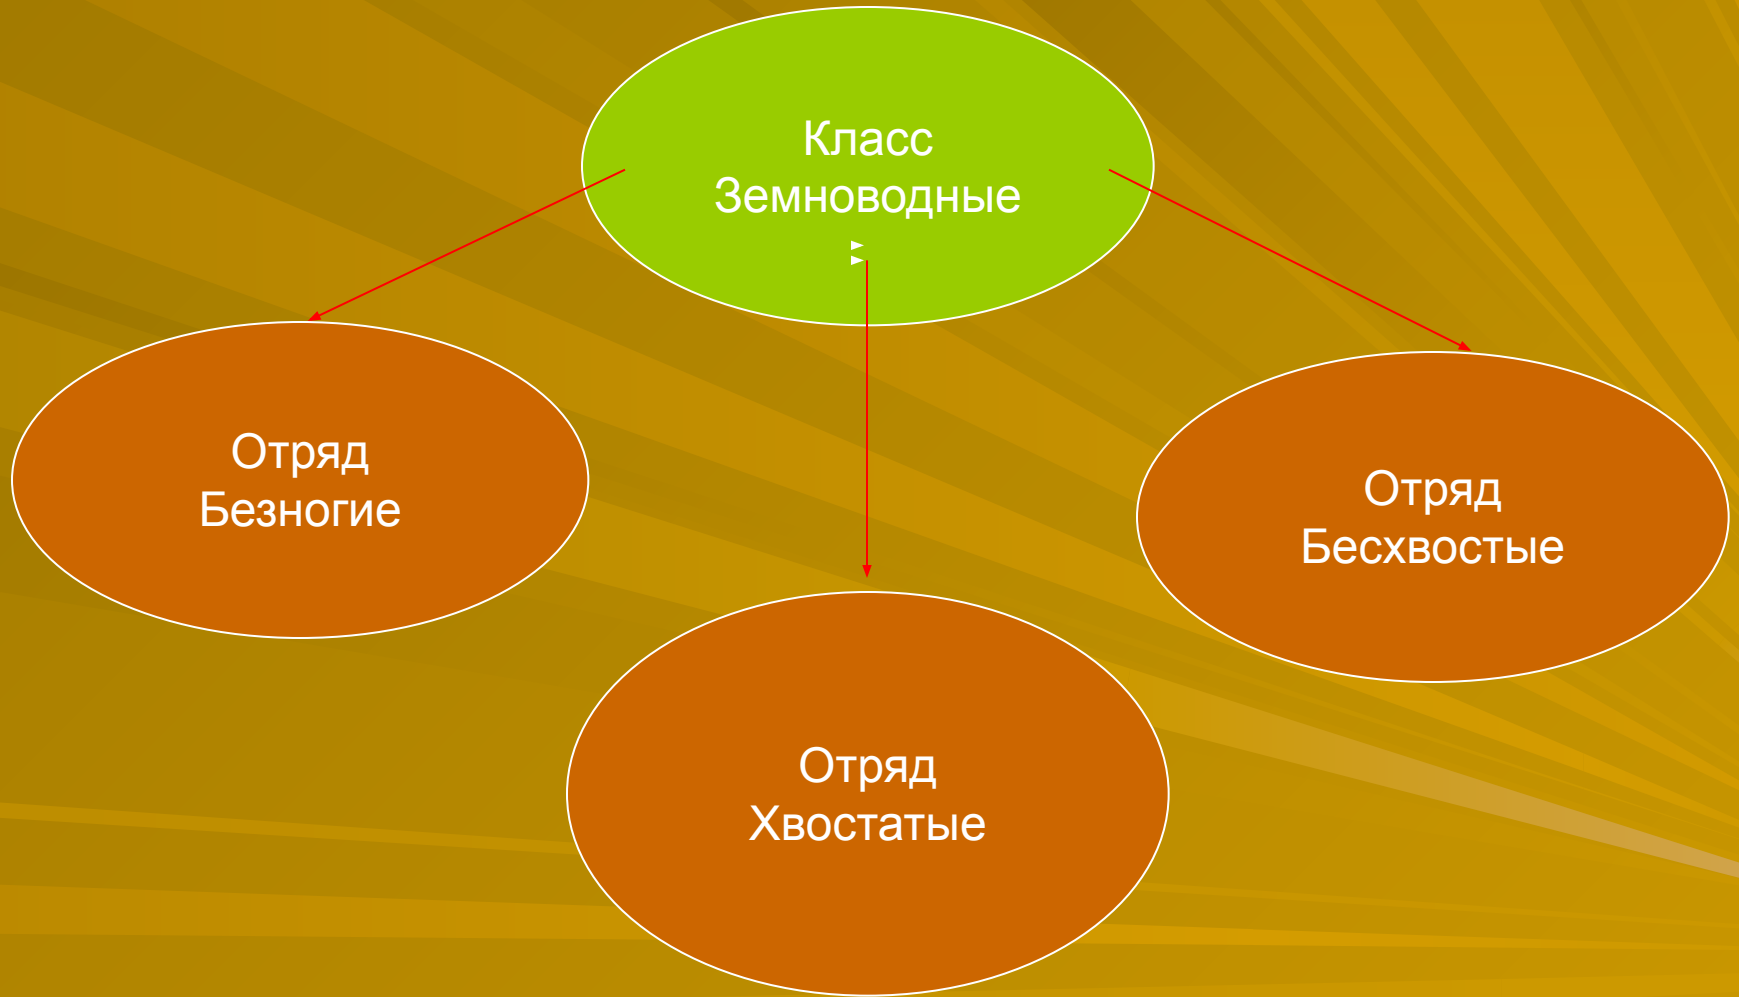 Класс
Земноводные
Отряд
Безногие
Отряд
Бесхвостые
Отряд
Хвостатые